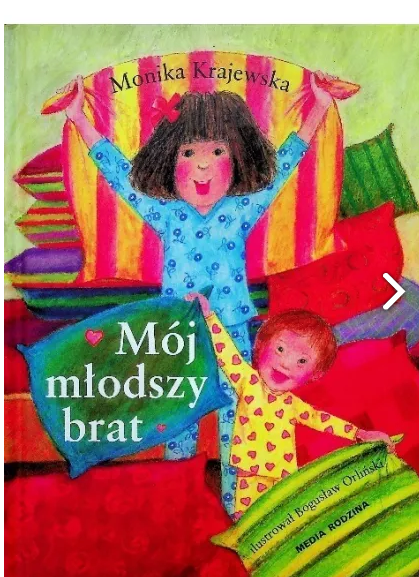 Monika Krajewska
Mój
młodszy
brat
ilustrował Bogusław Orliński
MEDIA RODZINA